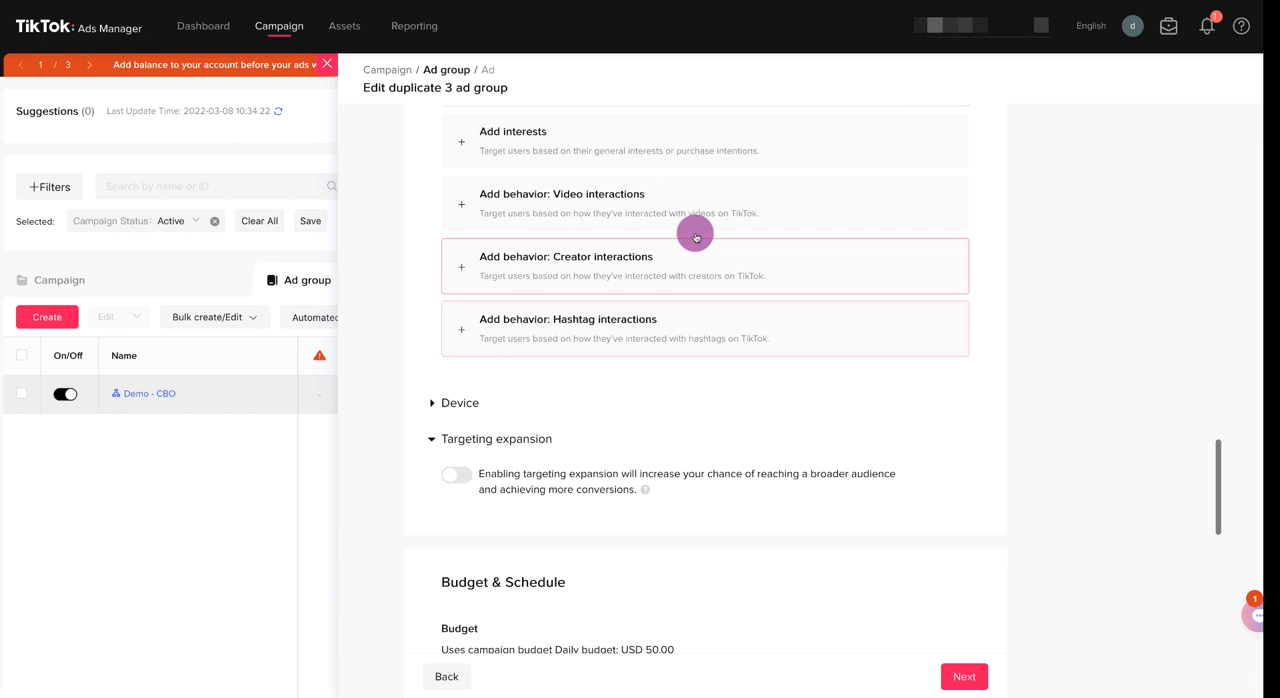 TikTok: Ads Manager
Dashboard
Campaign
Assets
Reporting
English
d
1
?
1 / 3
Add balance to your account before your ads w
Suggestions (0)
Last Update Time: 2022-03-08 10:34:22
+Filters
Search by name or ID
Selected:
Campaign Status: Active
Clear All
Save
Campaign
Ad group
Create
Edit
Bulk create/Edit
Automated
On/Off
Name
Demo - CBO
-
Campaign / Ad group / Ad
Edit duplicate 3 ad group
+
Add interests
Target users based on their general interests or purchase intentions.
+
Add behavior: Video interactions
Target users based on how they've interacted with videos on TikTok.
+
Add behavior: Creator interactions
Target users based on how they've interacted with creators on TikTok.
+
Add behavior: Hashtag interactions
Target users based on how they've interacted with hashtags on TikTok.
Device
Targeting expansion
Enabling targeting expansion will increase your chance of reaching a broader audience
and achieving more conversions. ?
Budget & Schedule
Budget
Uses campaign budget Daily budget: USD 50.00
Back
Next
1